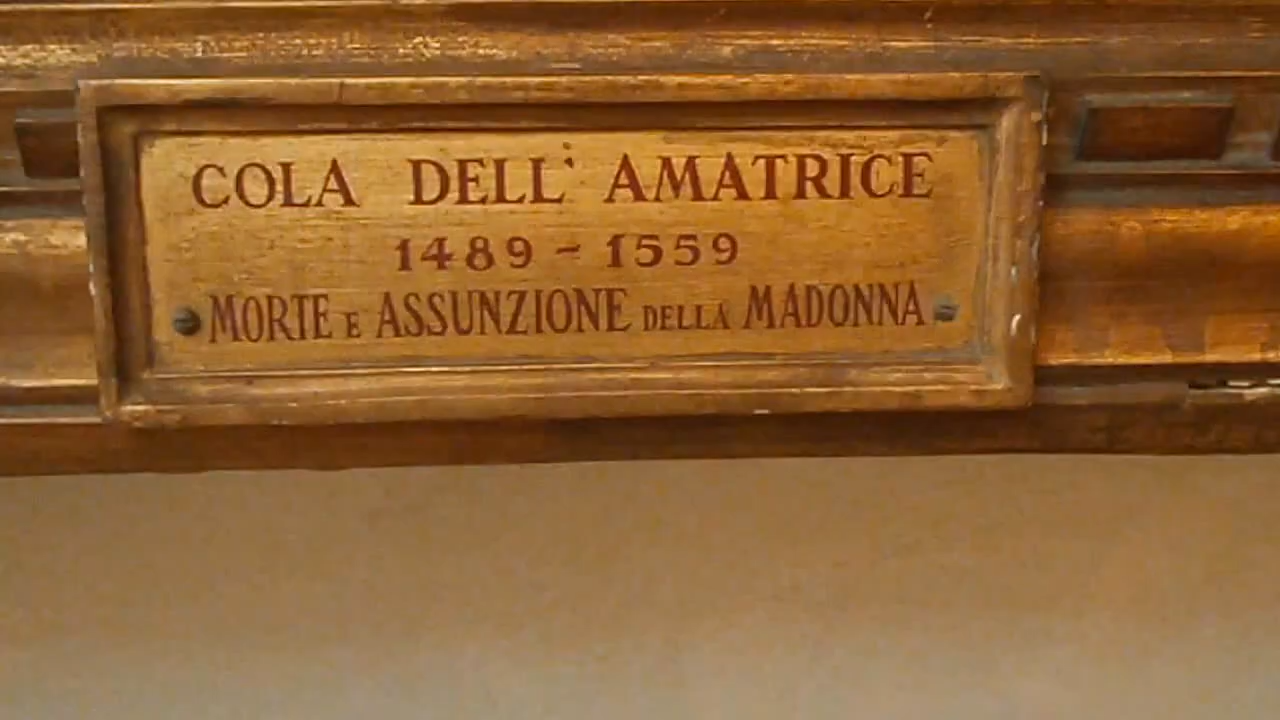 COLA DELL' AMATRICE
1489 - 1559
MORTE E ASSUNZIONE DELLA MADONNA